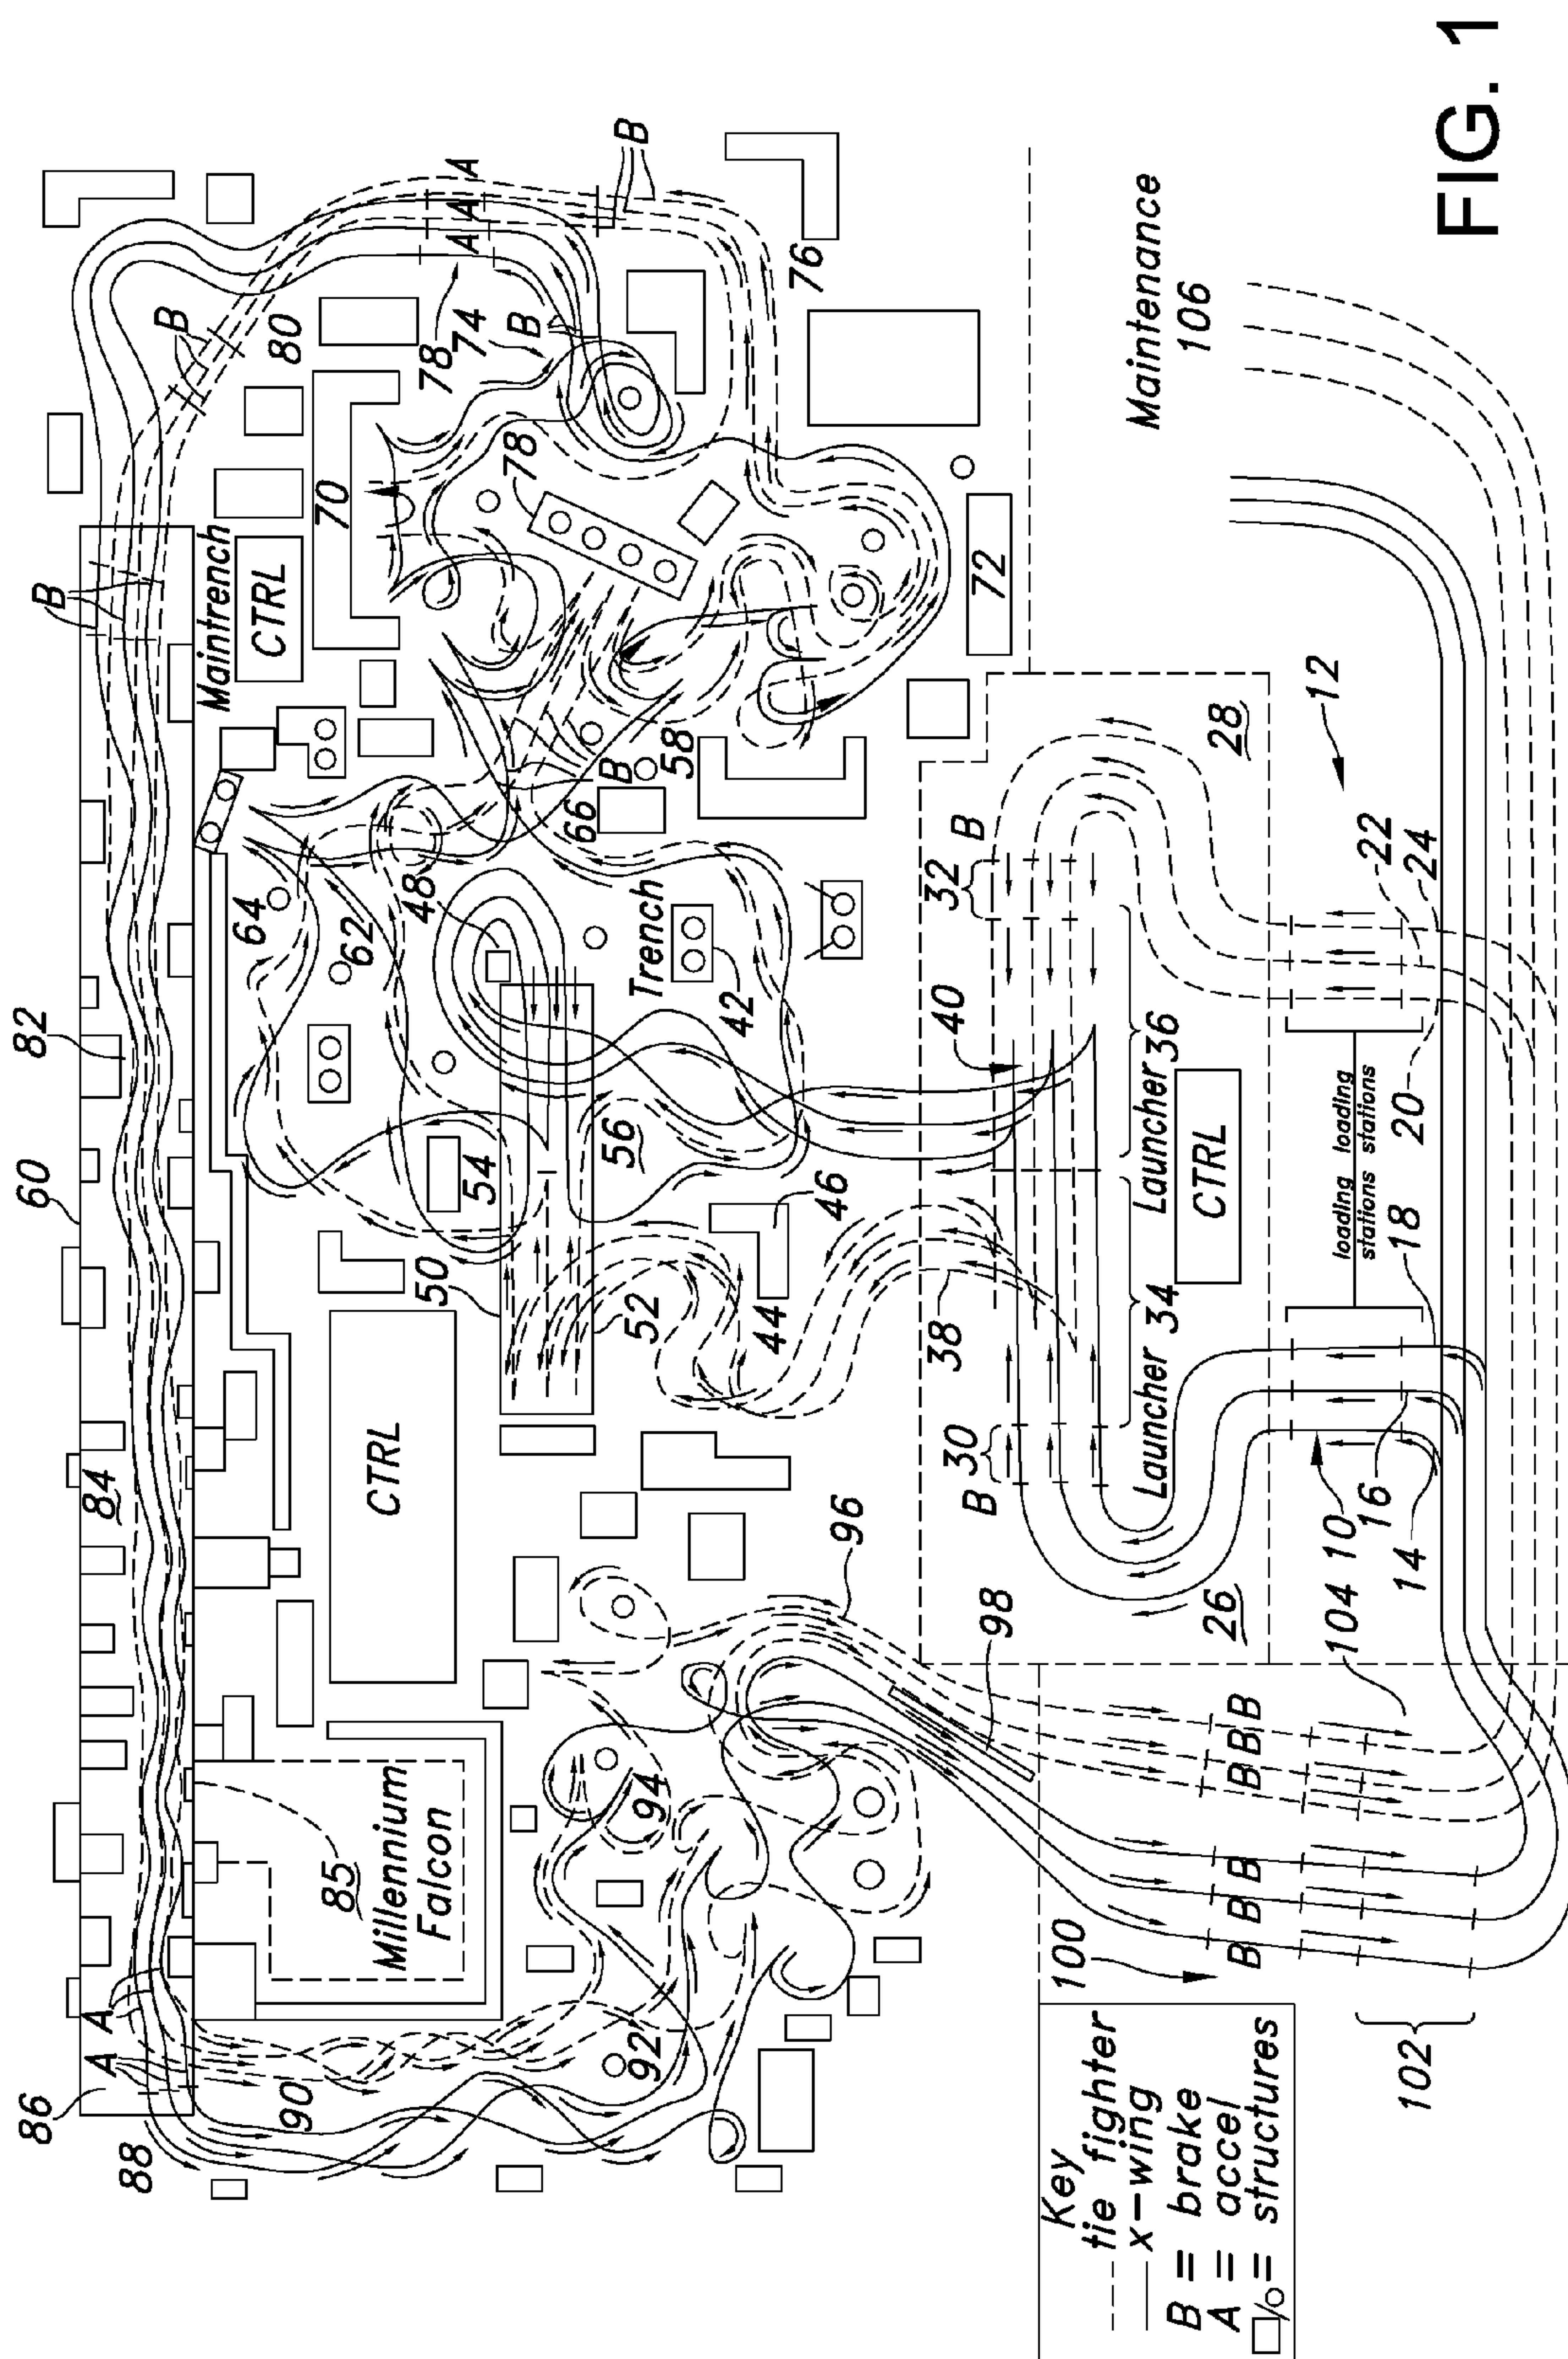 86
60
82
B
A
A
84
88
B
Maintrench
64
90
CTRL
80
85
62
70
Millennium
Falcon
CTRL
50
48
78
A
A
A
54
78
74
B
92
94
52
56
66
B
58
B
Trench
44
42
46
76
96
38
40
32
B
B
30
98
72
100
Launcher 34
Launcher 36
Maintenance
106
CTRL
26
28
B
B
B
B
B
B
10
12
loading
stations
loading
stations
104
16
22
14
18
20
24
102
Key
tie fighter
x-wing
B = brake
A = accel
= structures
FIG. 1